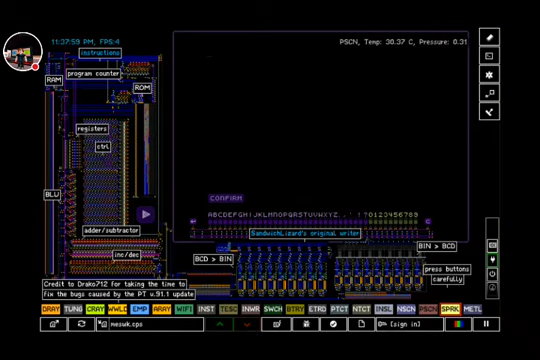 11:37:59 PM, FPS:4
PSCN, Temp: 30.37 C, Pressure: 0.31
instructions
program counter
RAM
ROM
registers
ctrl
BLU
CONFIRM
ABCDEFGHIJKLMNOPQRSTUVWXYZ
0123456789
adder/subtractor
SandwichLizard's original writer
inc/dec
BCD > BIN
BIN > BCD
press buttons
carefully
Credit to Drako712 for taking the time to
fix the bugs caused by the PT v.91.1 update
DRAY TUNG CRAY WWLD EMP ARAY WIFI INST TESC INWR SWCH BTRY ETRD PTCT NTCT INSL NSCN PSCN SPRK METL
meswk.cps
[sign in]